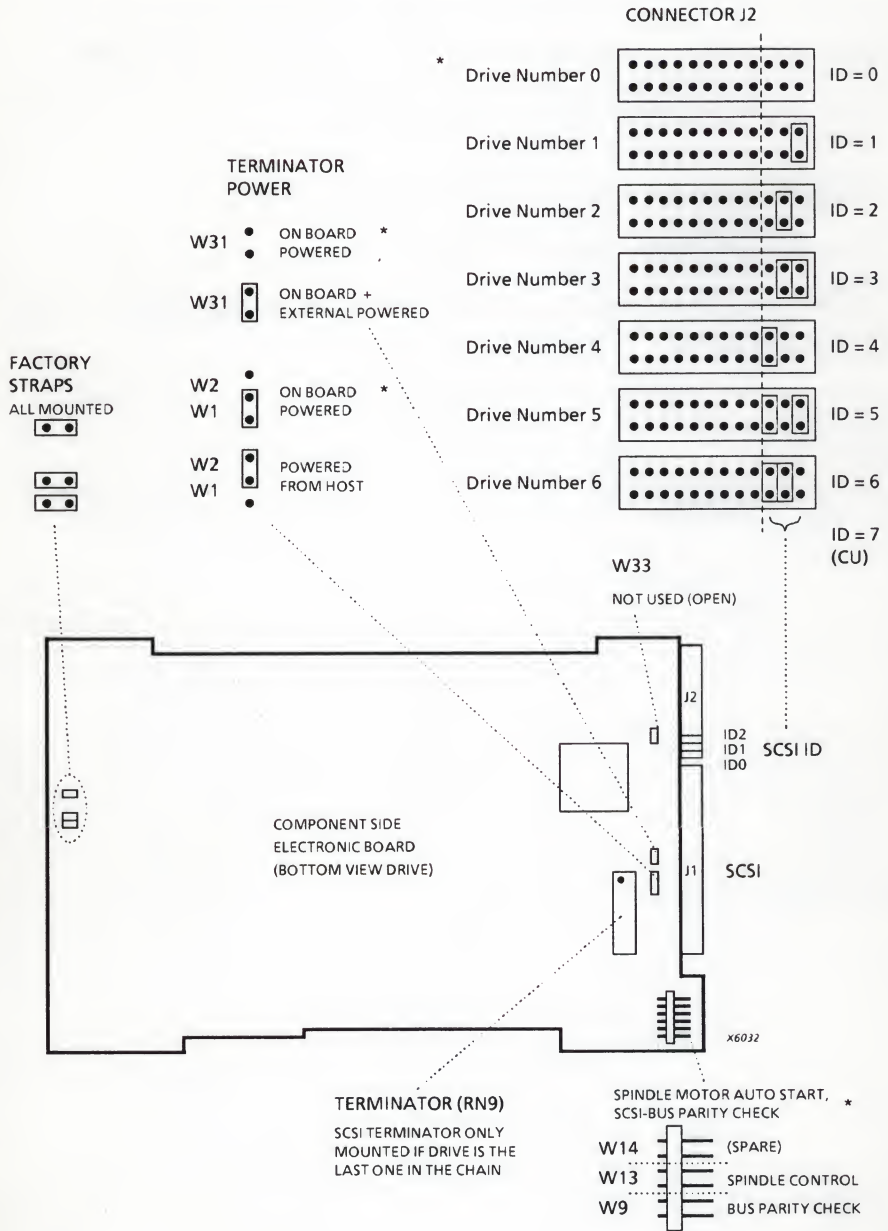 CONNECTOR J2
* Drive Number 0 ID = 0
Drive Number 1 ID = 1
Drive Number 2 ID = 2
Drive Number 3 ID = 3
Drive Number 4 ID = 4
Drive Number 5 ID = 5
Drive Number 6 ID = 6
ID = 7
(CU)
TERMINATOR
POWER
W31 ON BOARD *
POWERED
W31 ON BOARD +
EXTERNAL POWERED
W2 ON BOARD *
W1 POWERED
W2 POWERED
W1 FROM HOST
FACTORY
STRAPS
ALL MOUNTED
W33
NOT USED (OPEN)
J2
ID2
ID1
ID0
SCSI ID
COMPONENT SIDE
ELECTRONIC BOARD
(BOTTOM VIEW DRIVE)
J1
SCSI
X6032
TERMINATOR (RN9)
SCSI TERMINATOR ONLY
MOUNTED IF DRIVE IS THE
LAST ONE IN THE CHAIN
SPINDLE MOTOR AUTO START, *
SCSI-BUS PARITY CHECK
W14 (SPARE)
W13 SPINDLE CONTROL
W9 BUS PARITY CHECK